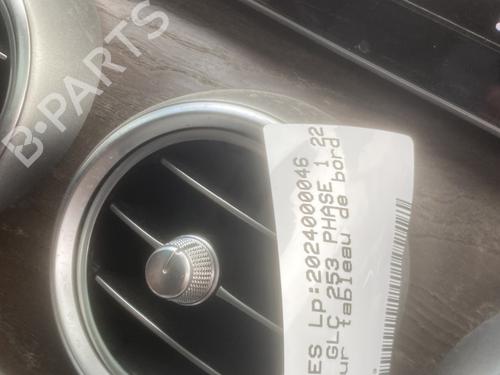 B-PARTS
ES Lp:2024000046
GLC 253 PHASE 1 22
ur tableau de bord